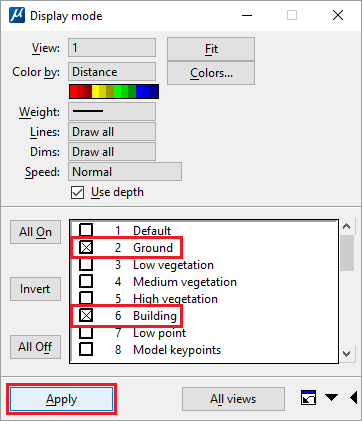 Display mode
View: 1 Fit
Color by: Distance Colors...
Weight:
Lines: Draw all
Dims: Draw all
Speed: Normal
Use depth
All On
1 Default
2 Ground
3 Low vegetation
Invert
4 Medium vegetation
5 High vegetation
6 Building
All Off
7 Low point
8 Model keypoints
Apply All views